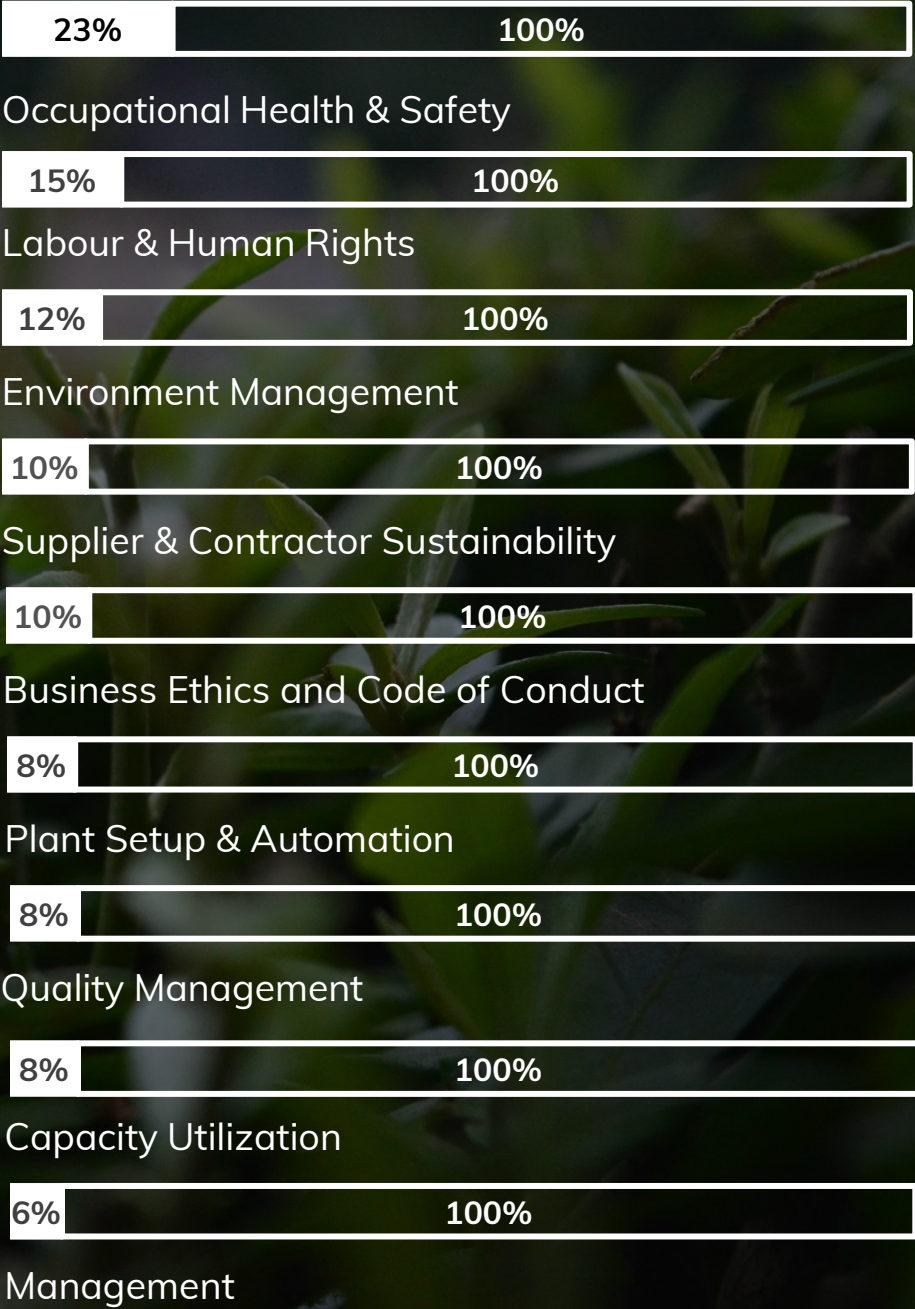 23% 100%
Occupational Health & Safety
15% 100%
Labour & Human Rights
12% 100%
Environment Management
10% 100%
Supplier & Contractor Sustainability
10% 100%
Business Ethics and Code of Conduct
8% 100%
Plant Setup & Automation
8% 100%
Quality Management
8% 100%
Capacity Utilization
6% 100%
Management